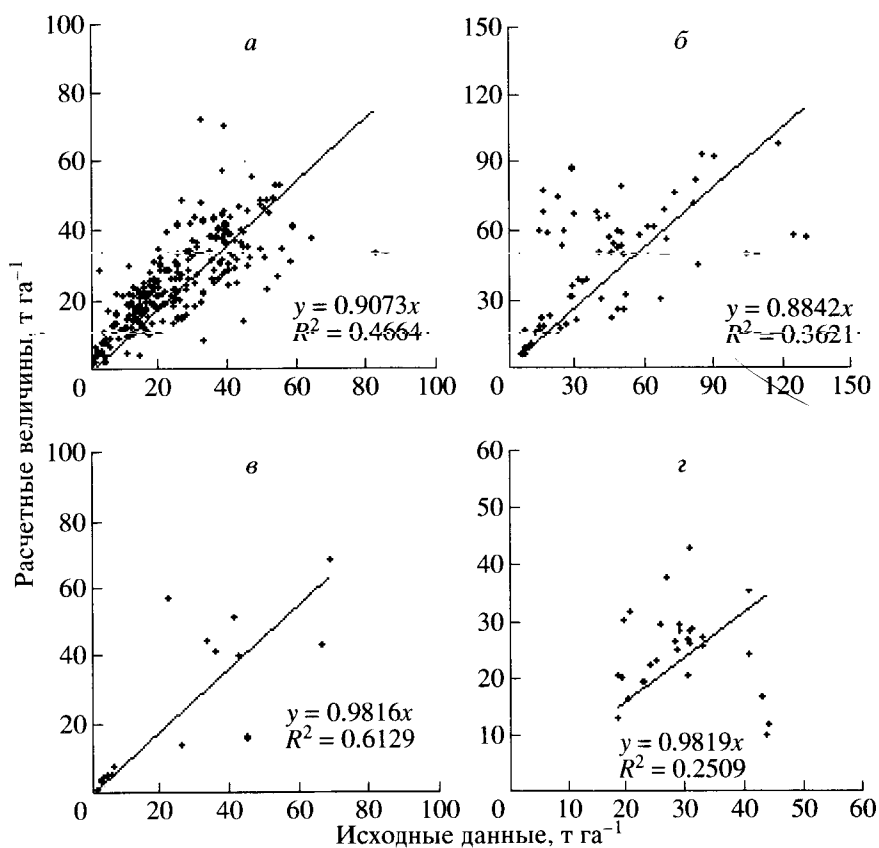 Расчетные величины, т га⁻¹
а
100
80
60
40
20
0 20 40 60 80 100
y = 0.9073x
R² = 0.4664
б
150
120
90
60
30
0 30 60 90 120 150
y = 0.8842x
R² = 0.3621
в
100
80
60
40
20
0 20 40 60 80 100
y = 0.9816x
R² = 0.6129
г
60
50
40
30
20
10
0 10 20 30 40 50 60
y = 0.9819x
R² = 0.2509
Исходные данные, т га⁻¹